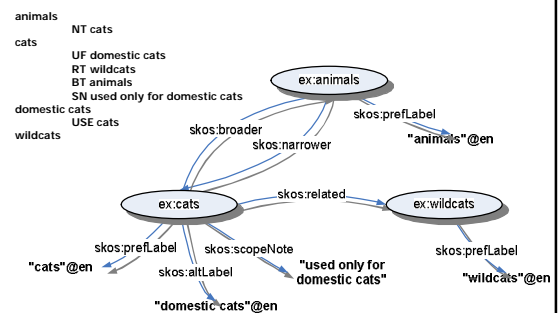 animals
NT cats
cats
UF domestic cats
RT wildcats
BT animals
SN used only for domestic cats
domestic cats
USE cats
wildcats
ex:animals
skos:prefLabel
"animals"@en
skos:broader
skos:narrower
ex:cats
skos:related
ex:wildcats
skos:prefLabel
"cats"@en
skos:altLabel
"domestic cats"@en
skos:scopeNote
"used only for
domestic cats"
skos:prefLabel
"wildcats"@en